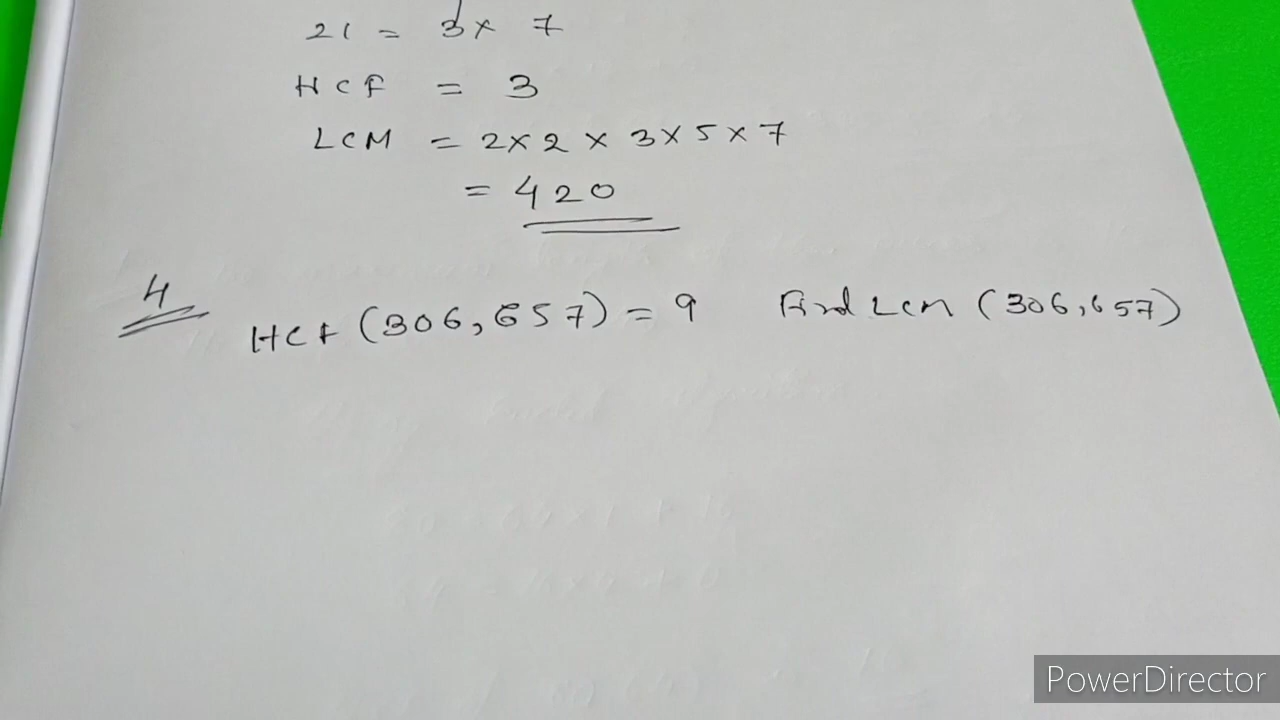 21 = 3 × 7
HCF = 3
LCM = 2 × 2 × 3 × 5 × 7
= 420
4
HCF (306, 657) = 9 Find LCM (306, 657)
PowerDirector